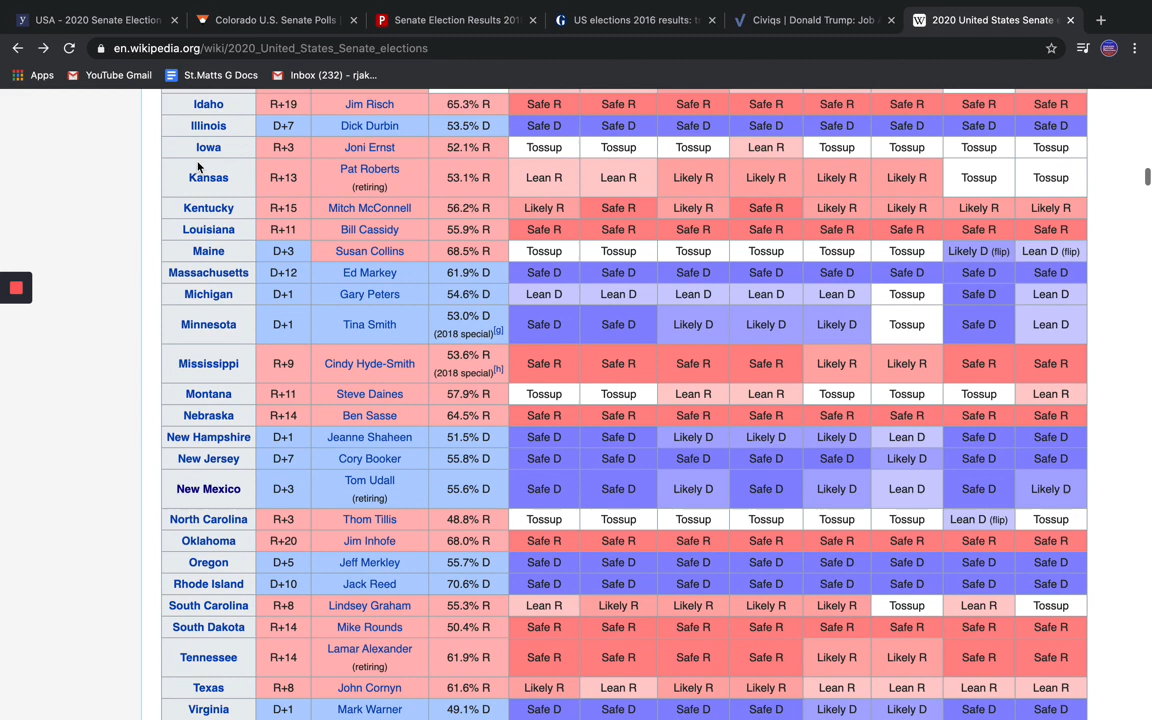 USA - 2020 Senate Election
Colorado U.S. Senate Polls
Senate Election Results 201
US elections 2016 results: t
Civiqs | Donald Trump: Job A
2020 United States Senate e
en.wikipedia.org/wiki/2020_United_States_Senate_elections
Apps YouTube Gmail St.Matts G Docs Inbox (232) - rjak...
Idaho R+19 Jim Risch 65.3% R Safe R Safe R Safe R Safe R Safe R Safe R Safe R Safe R
Illinois D+7 Dick Durbin 53.5% D Safe D Safe D Safe D Safe D Safe D Safe D Safe D Safe D
Iowa R+3 Joni Ernst 52.1% R Tossup Tossup Tossup Lean R Tossup Tossup Tossup Tossup
Kansas R+13 Pat Roberts (retiring) 53.1% R Lean R Lean R Likely R Likely R Likely R Likely R Tossup Tossup
Kentucky R+15 Mitch McConnell 56.2% R Likely R Safe R Likely R Safe R Likely R Likely R Likely R Likely R
Louisiana R+11 Bill Cassidy 55.9% R Safe R Safe R Safe R Safe R Safe R Safe R Safe R Safe R
Maine D+3 Susan Collins 68.5% R Tossup Tossup Tossup Tossup Tossup Tossup Likely D (flip) Lean D (flip)
Massachusetts D+12 Ed Markey 61.9% D Safe D Safe D Safe D Safe D Safe D Safe D Safe D Safe D
Michigan D+1 Gary Peters 54.6% D Lean D Lean D Lean D Lean D Lean D Tossup Safe D Lean D
Minnesota D+1 Tina Smith 53.0% D (2018 special)[g] Safe D Safe D Likely D Likely D Likely D Tossup Safe D Lean D
Mississippi R+9 Cindy Hyde-Smith 53.6% R (2018 special)[h] Safe R Safe R Safe R Safe R Likely R Likely R Safe R Safe R
Montana R+11 Steve Daines 57.9% R Tossup Tossup Lean R Lean R Tossup Tossup Tossup Lean R
Nebraska R+14 Ben Sasse 64.5% R Safe R Safe R Safe R Safe R Safe R Safe R Safe R Safe R
New Hampshire D+1 Jeanne Shaheen 51.5% D Safe D Safe D Likely D Likely D Likely D Lean D Safe D Safe D
New Jersey D+7 Cory Booker 55.8% D Safe D Safe D Safe D Safe D Safe D Likely D Safe D Safe D
New Mexico D+3 Tom Udall (retiring) 55.6% D Safe D Safe D Likely D Safe D Likely D Lean D Safe D Likely D
North Carolina R+3 Thom Tillis 48.8% R Tossup Tossup Tossup Tossup Tossup Tossup Lean D (flip) Tossup
Oklahoma R+20 Jim Inhofe 68.0% R Safe R Safe R Safe R Safe R Safe R Safe R Safe R Safe R
Oregon D+5 Jeff Merkley 55.7% D Safe D Safe D Safe D Safe D Safe D Safe D Safe D Safe D
Rhode Island D+10 Jack Reed 70.6% D Safe D Safe D Safe D Safe D Safe D Safe D Safe D Safe D
South Carolina R+8 Lindsey Graham 55.3% R Lean R Likely R Likely R Likely R Likely R Tossup Lean R Tossup
South Dakota R+14 Mike Rounds 50.4% R Safe R Safe R Safe R Safe R Safe R Safe R Safe R Safe R
Tennessee R+14 Lamar Alexander (retiring) 61.9% R Safe R Safe R Safe R Safe R Likely R Likely R Safe R Safe R
Texas R+8 John Cornyn 61.6% R Likely R Lean R Likely R Likely R Lean R Lean R Lean R Lean R
Virginia D+1 Mark Warner 49.1% D Safe D Safe D Safe D Safe D Likely D Likely D Safe D Safe D